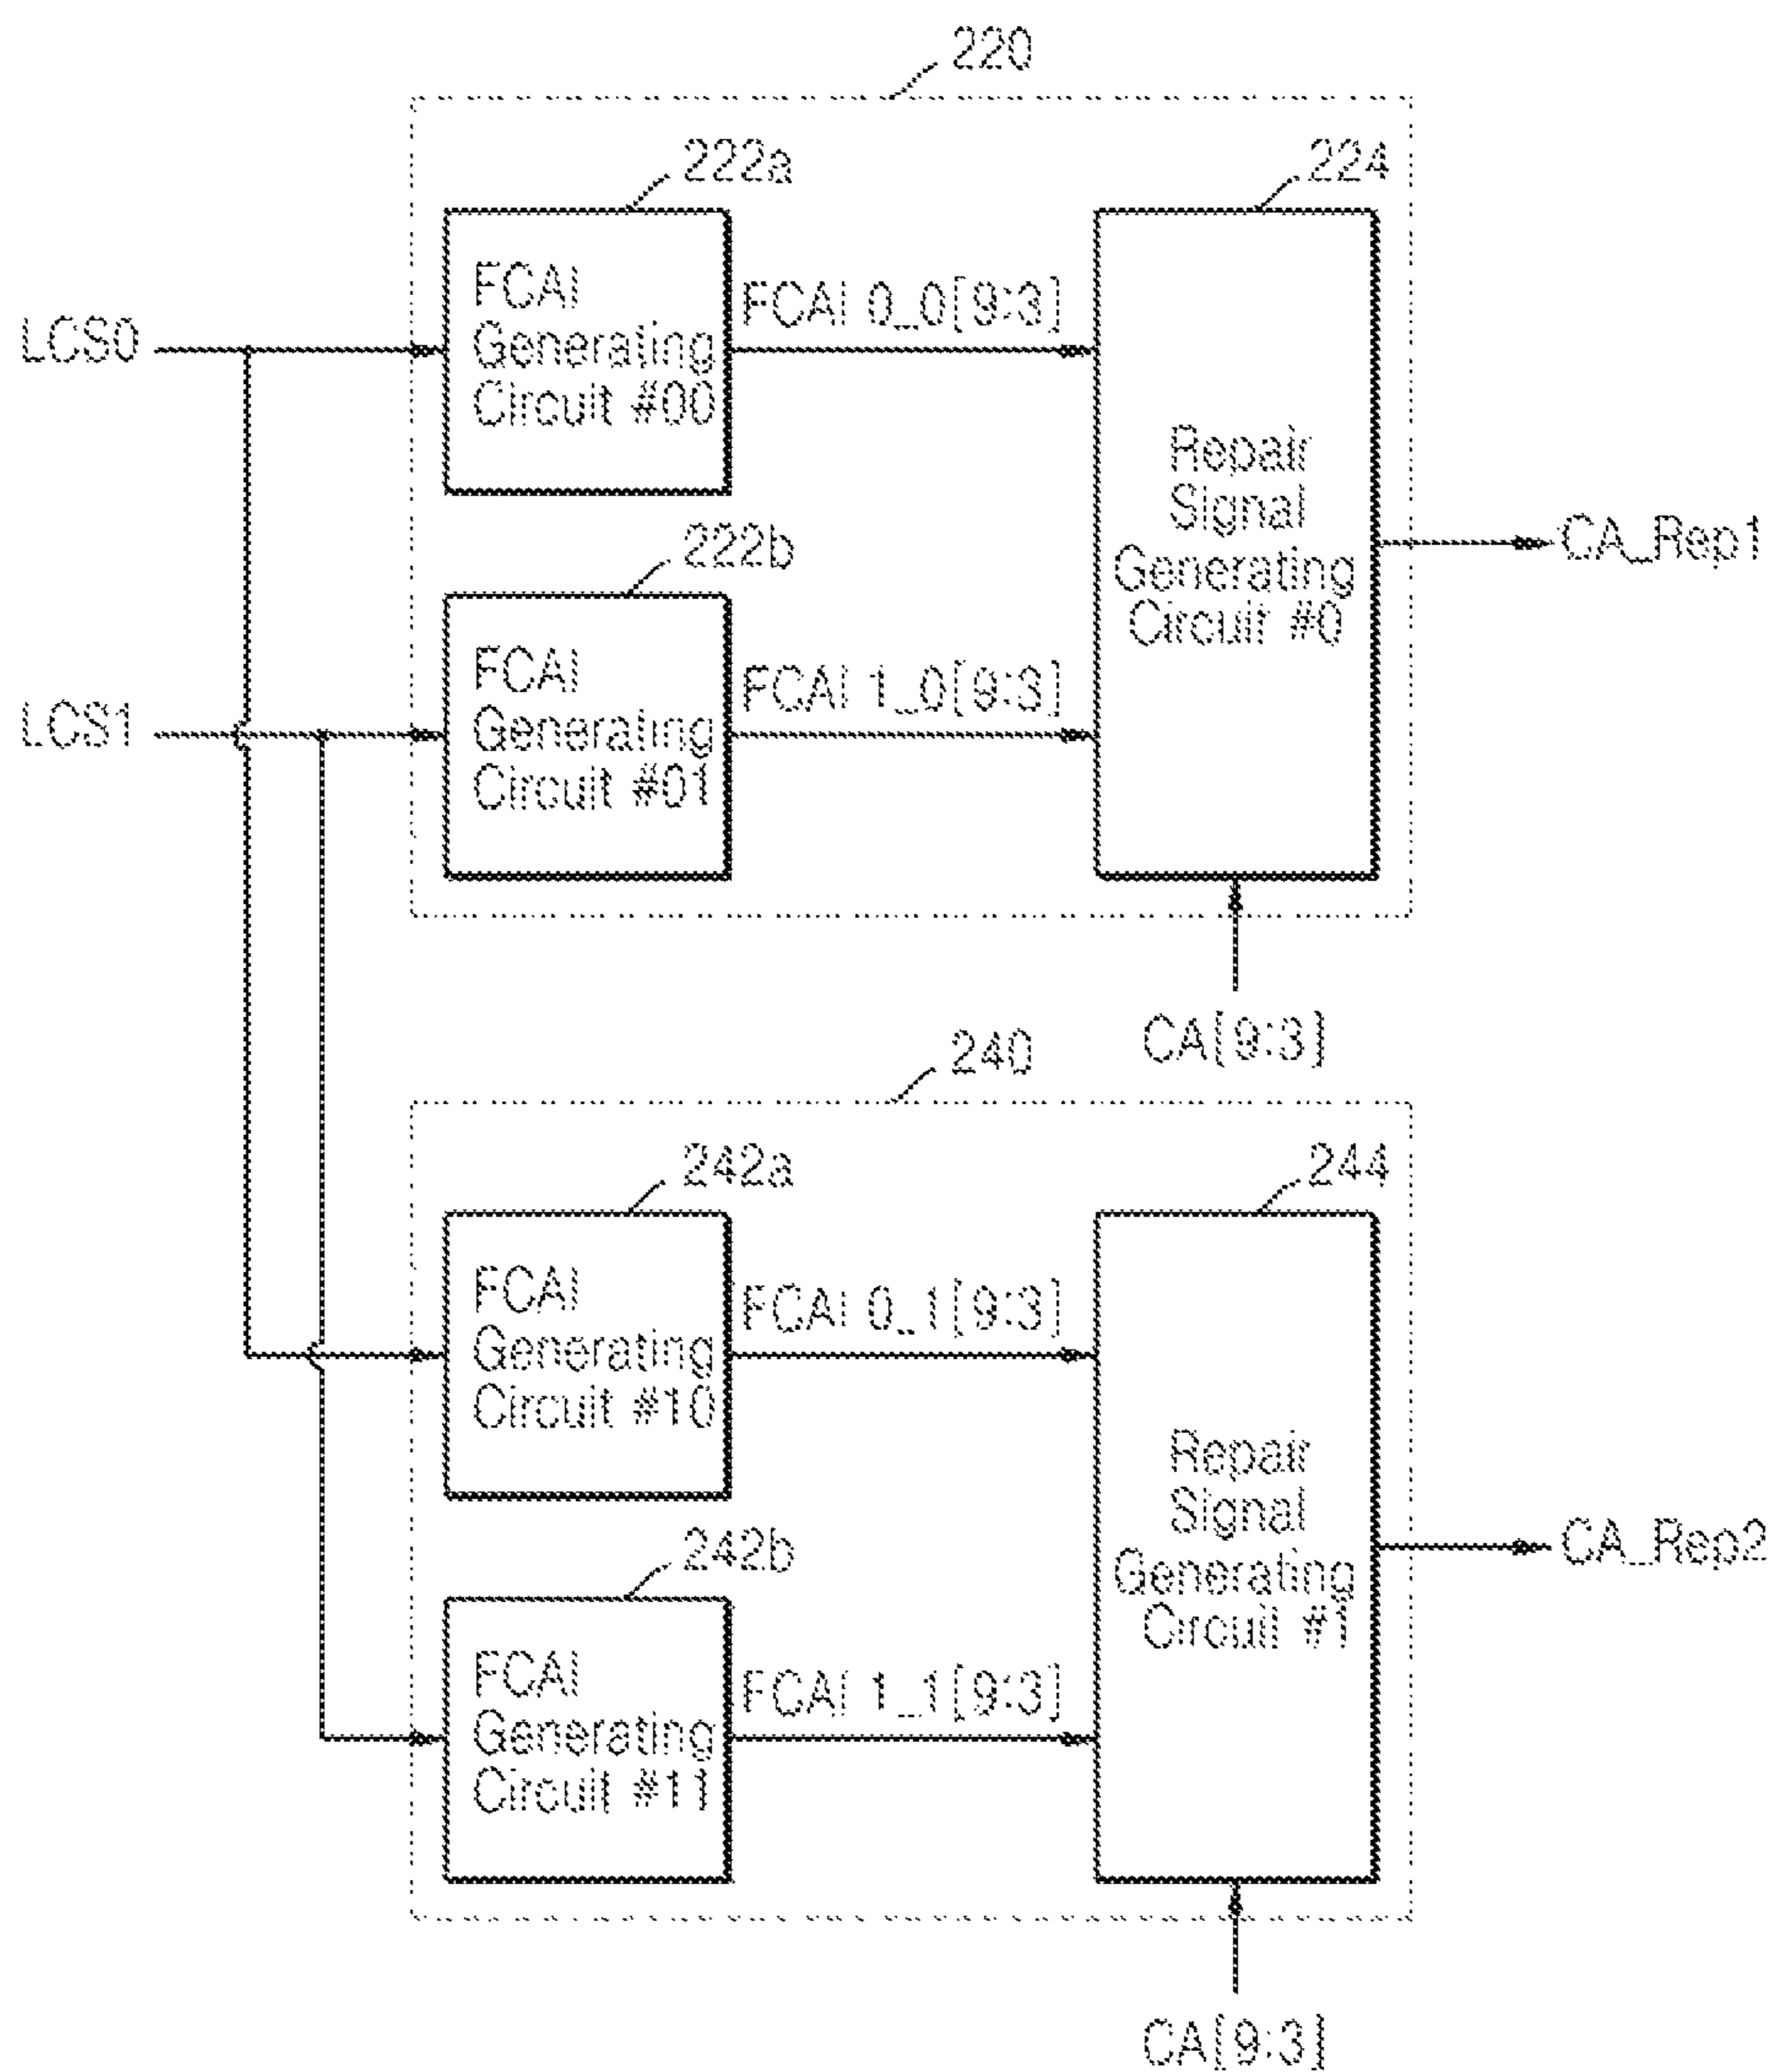 220
222a
224
FCAI
Generating
Circuit #00
FCAI 0_0[9:3]
LCS0
Repair
Signal
Generating
Circuit #0
CA_Rep1
222b
FCAI
Generating
Circuit #01
FCAI 1_0[9:3]
LCS1
CA[9:3]
240
242a
244
FCAI
Generating
Circuit #10
FCAI 0_1[9:3]
Repair
Signal
Generating
Circuit #1
CA_Rep2
242b
FCAI
Generating
Circuit #11
FCAI 1_1[9:3]
CA[9:3]